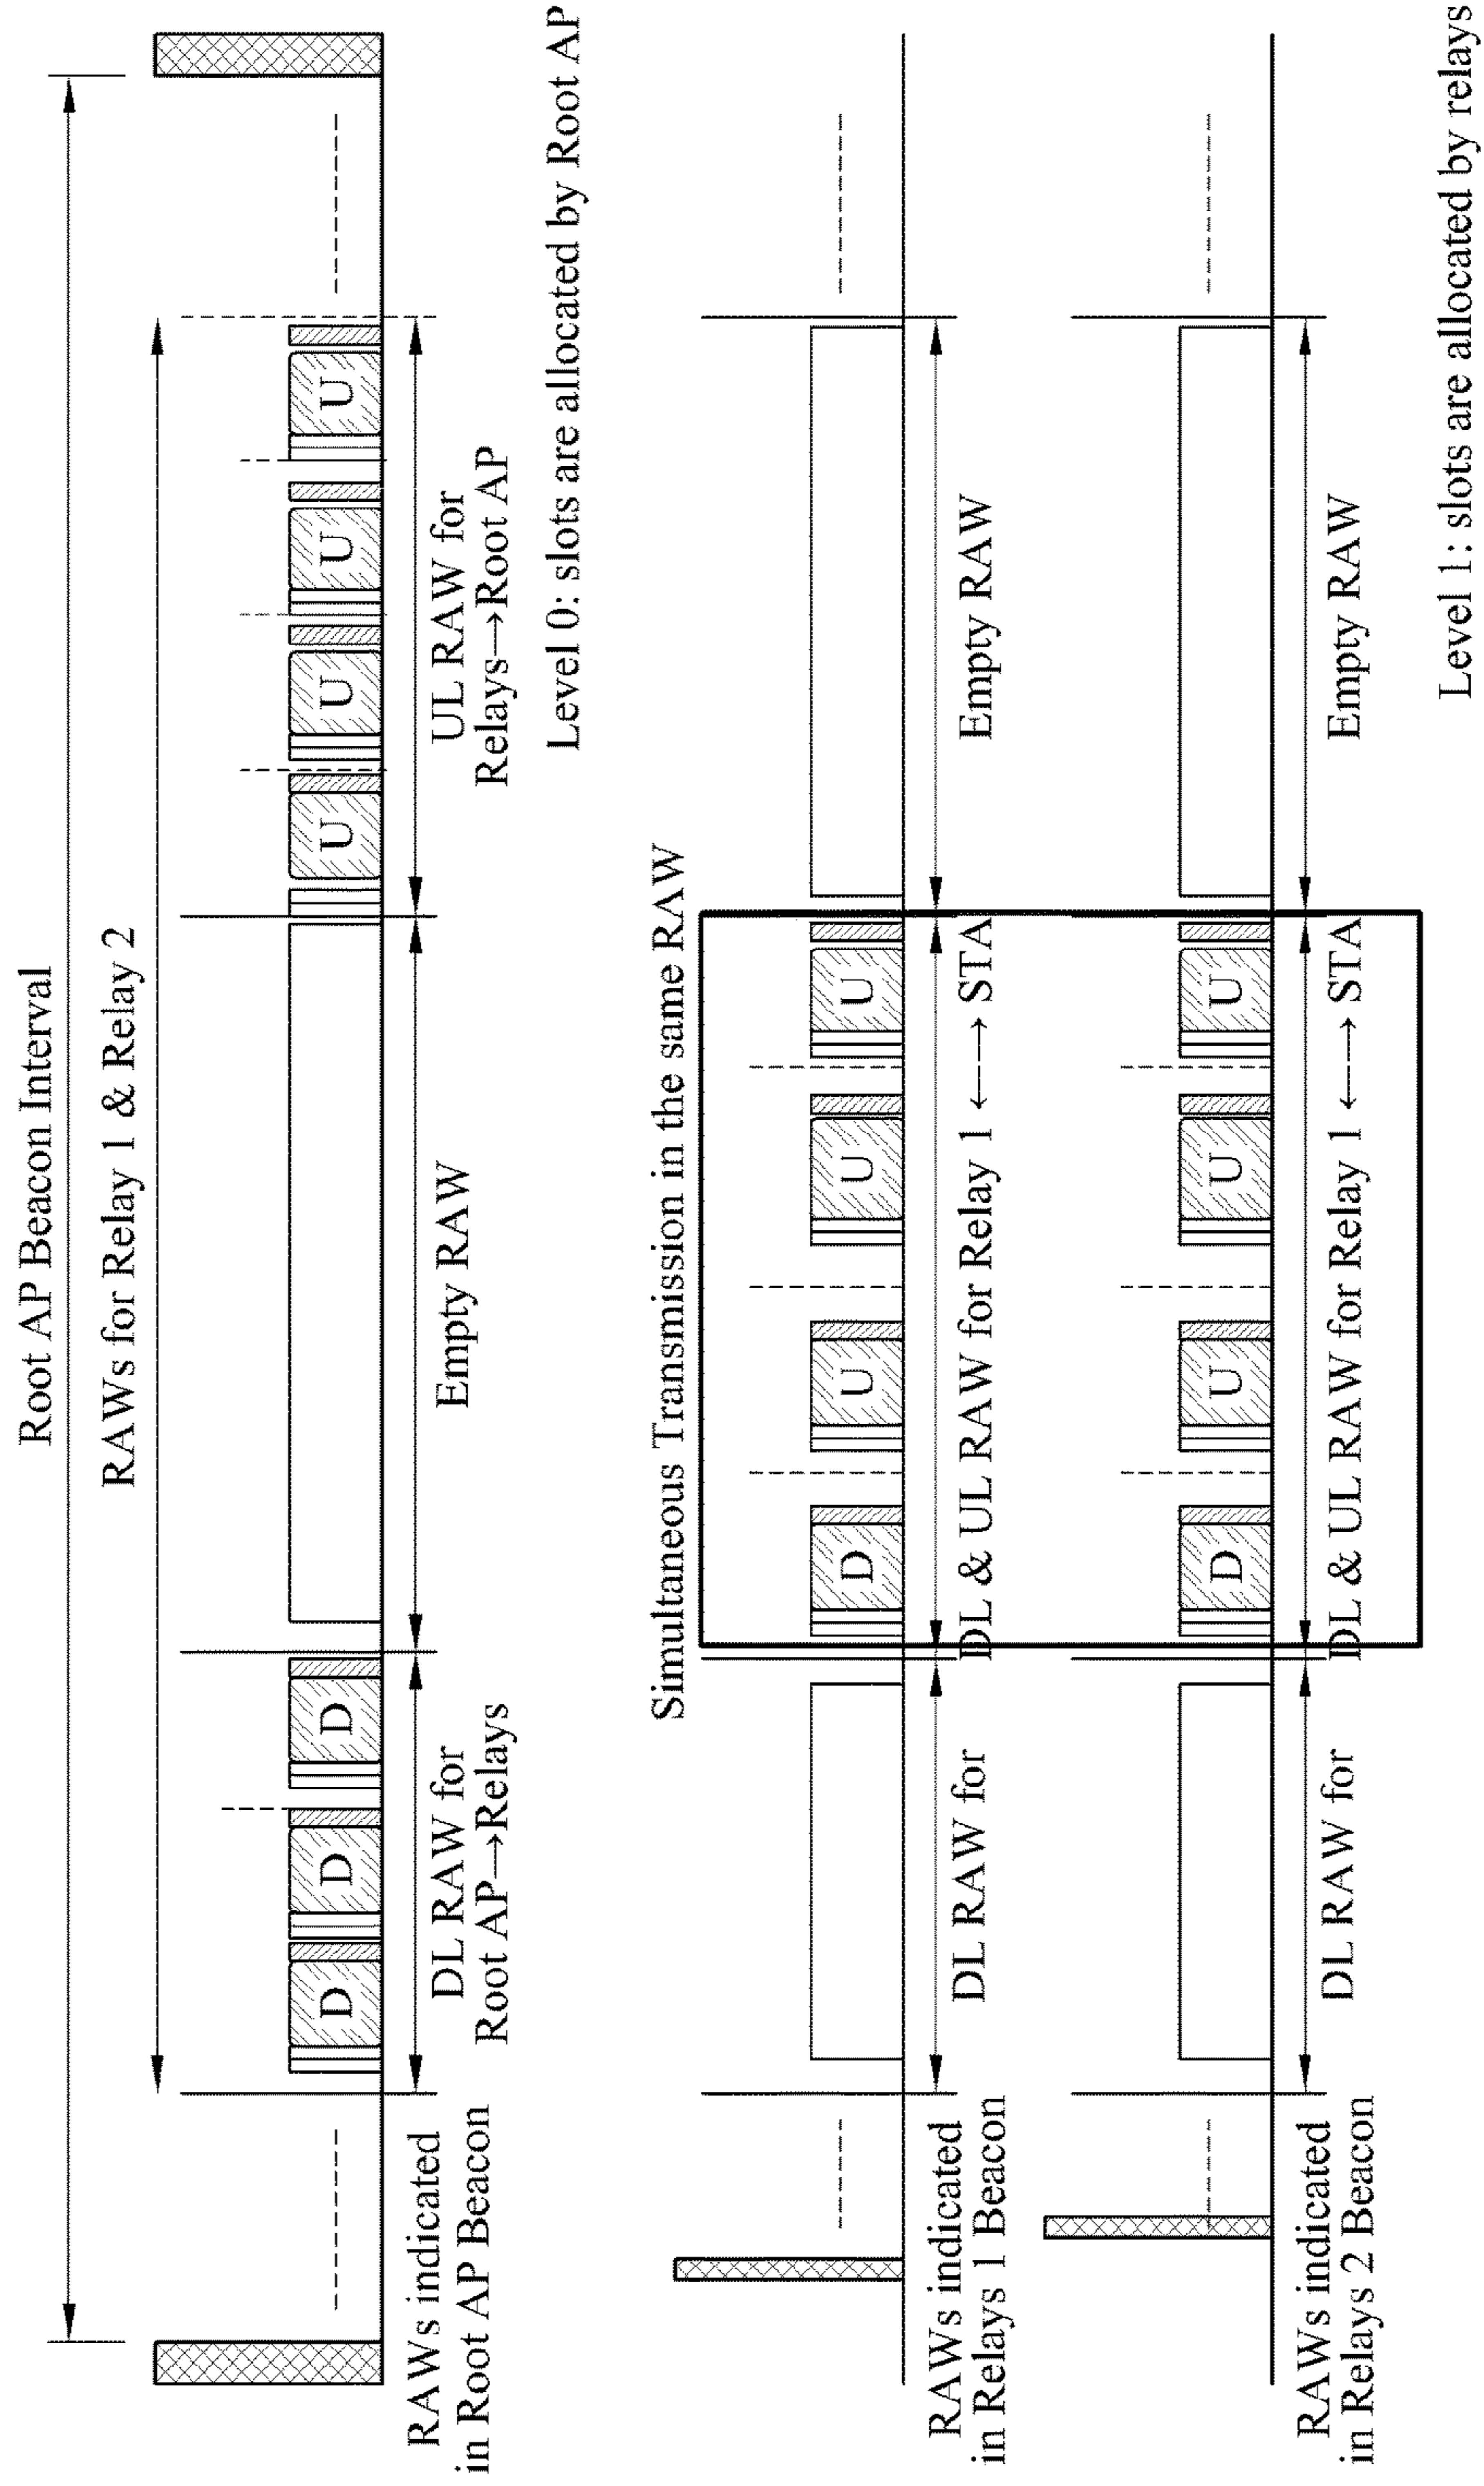 Root AP Beacon Interval
RAWs for Relay 1 & Relay 2
D
D
D
U
U
U
U
RAWs indicated
in Root AP Beacon
DL RAW for
Root AP→Relays
Empty RAW
UL RAW for
Relays→Root AP
Level 0: slots are allocated by Root AP
Simultaneous Transmission in the same RAW
D
U
U
U
RAWs indicated
in Relays 1 Beacon
DL RAW for
DL & UL RAW for Relay 1 ←--→ STA
Empty RAW
D
U
U
U
RAWs indicated
in Relays 2 Beacon
DL RAW for
DL & UL RAW for Relay 1 ←--→ STA
Empty RAW
Level 1: slots are allocated by relays